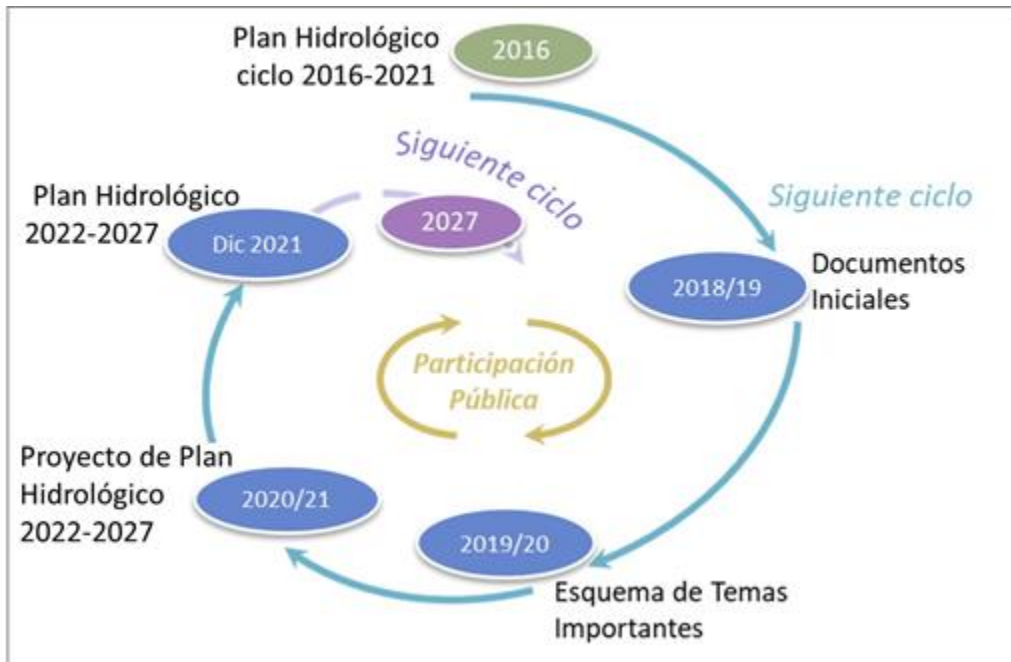 Plan Hidrológico
ciclo 2016-2021
2016
Siguiente ciclo
Siguiente ciclo
Plan Hidrológico
2022-2027
Dic 2021
2027
2018/19
Documentos
Iniciales
Participación
Pública
Proyecto de Plan
Hidrológico
2022-2027
2020/21
2019/20
Esquema de Temas
Importantes